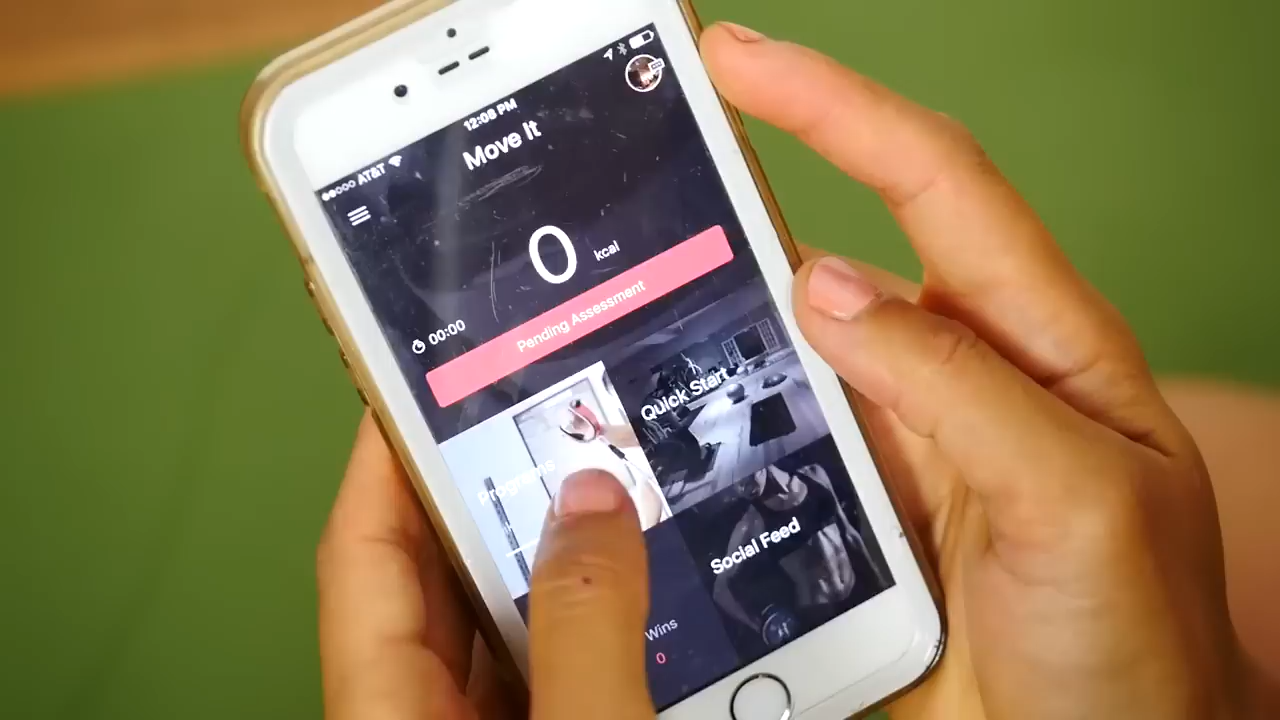 AT&T 12:08 PM
Move It
0 kcal
00:00
Pending Assessment
Programs
Quick Start
Social Feed
Wins
0